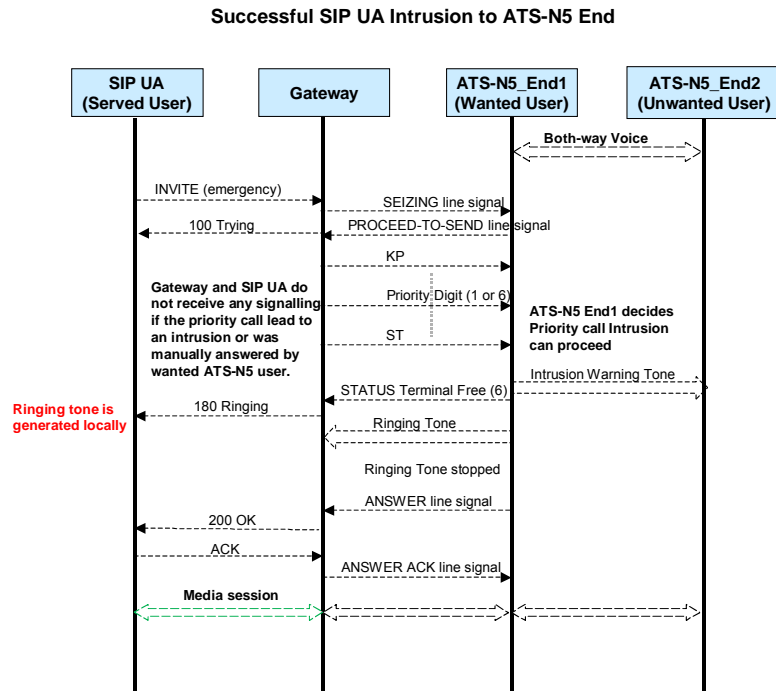 Successful SIP UA Intrusion to ATS-N5 End
SIP UA
(Served User)
Gateway
ATS-N5_End1
(Wanted User)
ATS-N5_End2
(Unwanted User)
Both-way Voice
INVITE (emergency)
SEIZING line signal
100 Trying
PROCEED-TO-SEND line signal
KP
Gateway and SIP UA do
not receive any signalling
if the priority call lead to
an intrusion or was
manually answered by
wanted ATS-N5 user.
Priority Digit (1 or 6)
ATS-N5 End1 decides
Priority call Intrusion
can proceed
ST
Intrusion Warning Tone
STATUS Terminal Free (6)
180 Ringing
Ringing tone is
generated locally
Ringing Tone
Ringing Tone stopped
ANSWER line signal
200 OK
ACK
ANSWER ACK line signal
Media session